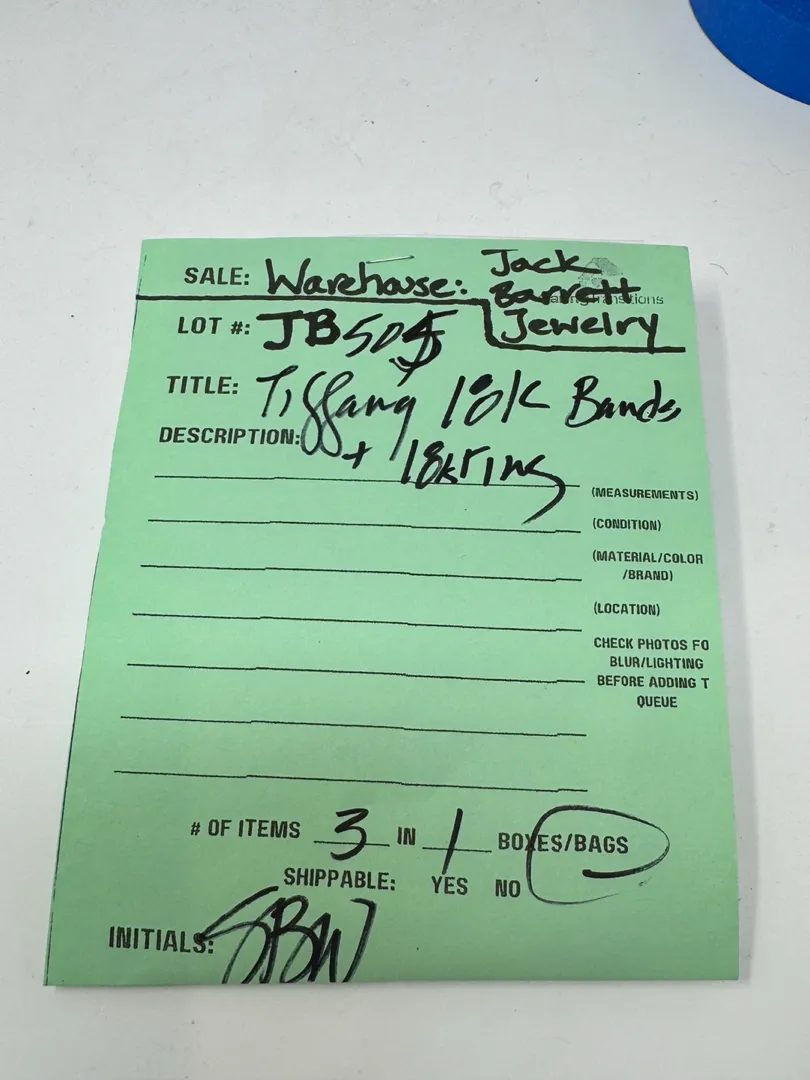 SALE: Warehouse: Jack
Barrett
Jewelry
LOT #: JB505
TITLE: Tiffany 18k Bands
+ 18k ring
DESCRIPTION:
(MEASUREMENTS)
(CONDITION)
(MATERIAL/COLOR
/BRAND)
(LOCATION)
CHECK PHOTOS FO
BLUR/LIGHTING
BEFORE ADDING T
QUEUE
# OF ITEMS 3 IN 1 BOXES/BAGS
SHIPPABLE: YES NO
INITIALS: SBW